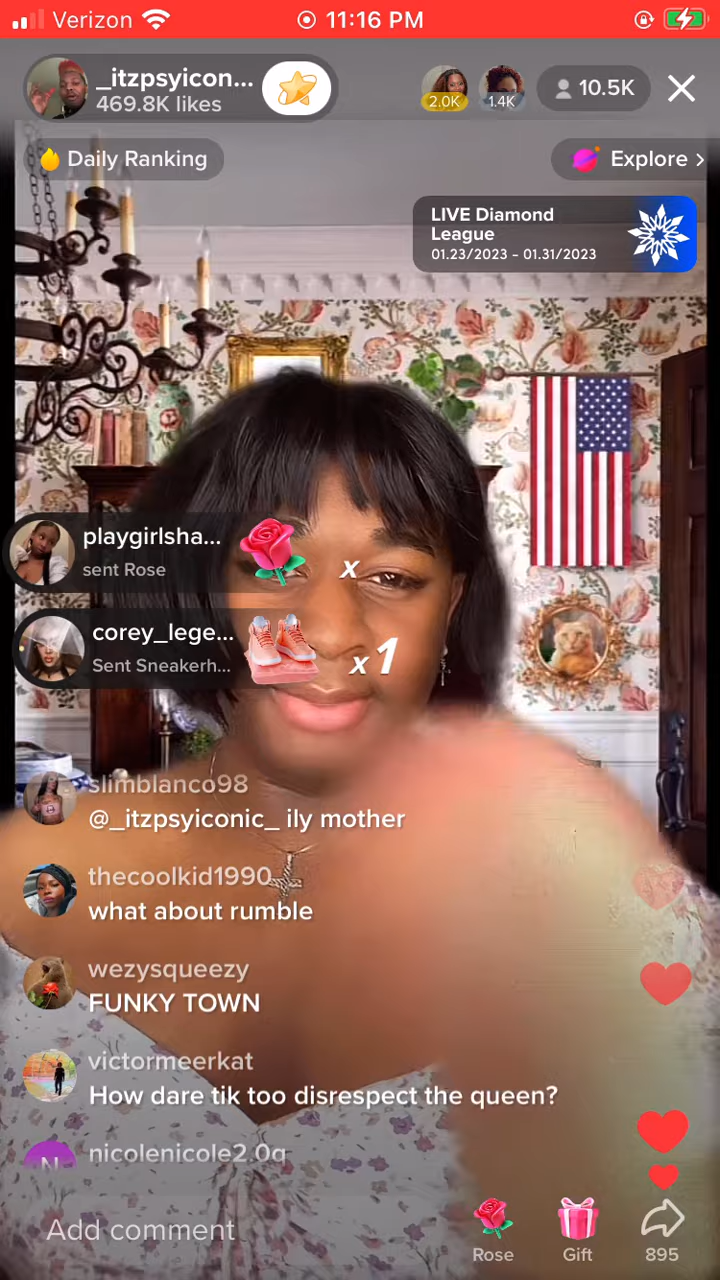 Verizon
11:16 PM
_itzpsyicon...
469.8K likes
2.0K
1.4K
10.5K
Daily Ranking
Explore >
LIVE Diamond
League
01.23/2023 - 01.31/2023
playgirlsha...
sent Rose
x
corey_lege...
Sent Sneakerh...
x1
slimblanco98
@_itzpsyiconic_ ily mother
thecoolkid1990
what about rumble
wezysqueezy
FUNKY TOWN
victormeerkat
How dare tik too disrespect the queen?
N
nicolenicole2.0g
Add comment
Rose
Gift
895